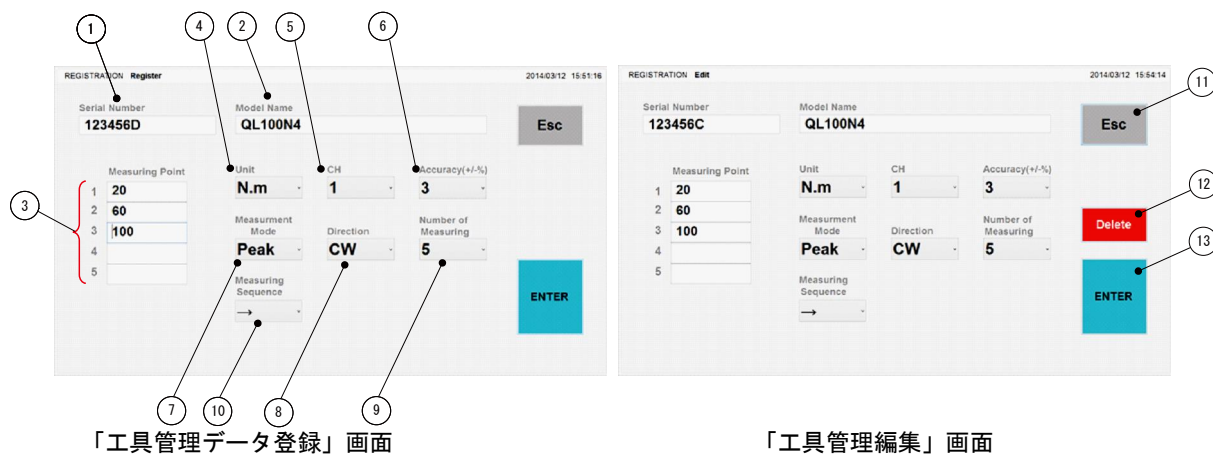 ① ④ ② ⑤ ⑥
REGISTRATION Register 2014/03/12 15:51:16
Serial Number Model Name
123456D QL100N4 Esc
Measuring Point Unit CH Accuracy(+/-%)
1 20 N.m 1 3
2 60
3 100
4
5
③
Measurment Mode Direction Number of Measuring
Peak CW 5
Measuring Sequence
→
ENTER
⑦ ⑩ ⑧ ⑨
「工具管理データ登録」画面
REGISTRATION Edit 2014/03/12 15:54:14
⑪
Serial Number Model Name
123456C QL100N4 Esc
Measuring Point Unit CH Accuracy(+/-%)
1 20 N.m 1 3
2 60
3 100
4
5
⑫
Measurment Mode Direction Number of Measuring
Delete
Peak CW 5
⑬
Measuring Sequence
→
ENTER
「工具管理編集」画面